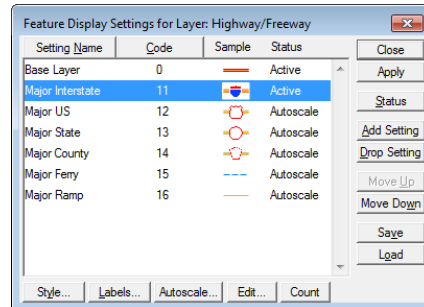 Feature Display Settings for Layer: Highway/Freeway
Setting Name Code Sample Status
Base Layer 0 Active
Major Interstate 11 Active
Major US 12 Autoscale
Major State 13 Autoscale
Major County 14 Autoscale
Major Ferry 15 Autoscale
Major Ramp 16 Autoscale
Close
Apply
Status
Add Setting
Drop Setting
Move Up
Move Down
Save
Load
Style... Labels... Autoscale... Edit... Count